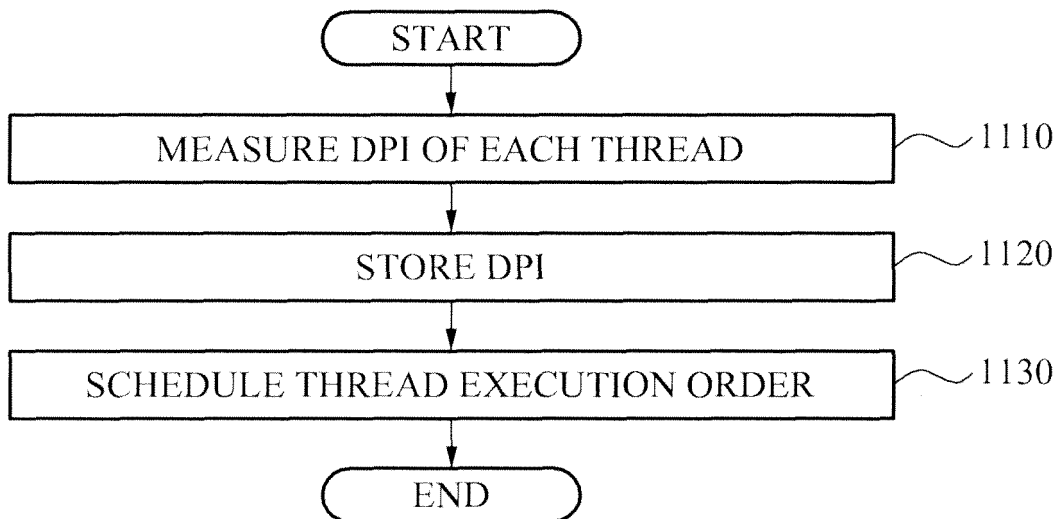 START
MEASURE DPI OF EACH THREAD
1110
STORE DPI
1120
SCHEDULE THREAD EXECUTION ORDER
1130
END